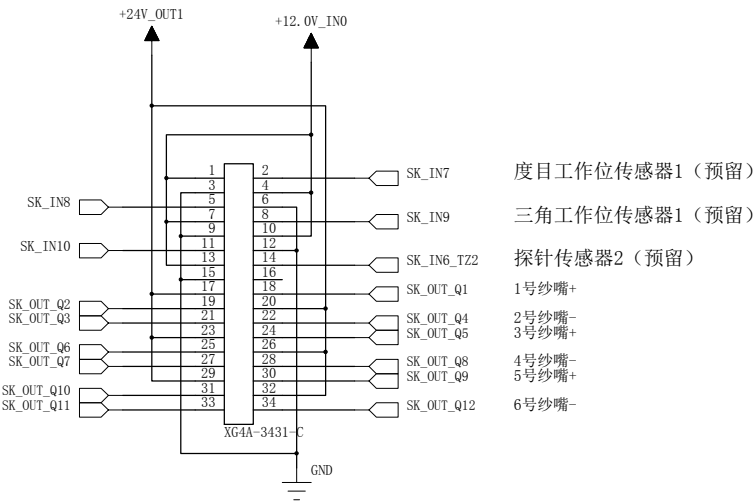 +24V_OUT1
+12.0V_IN0
1 2 SK_IN7 度目工作位传感器1（预留）
3 4
SK_IN8 5 6
7 8 SK_IN9 三角工作位传感器1（预留）
9 10
SK_IN10 11 12
13 14 SK_IN6_TZ2 探针传感器2（预留）
15 16
17 18 SK_OUT_Q1 1号纱嘴+
SK_OUT_Q2 19 20
SK_OUT_Q3 21 22 SK_OUT_Q4 2号纱嘴-
23 24 SK_OUT_Q5 3号纱嘴+
SK_OUT_Q6 25 26
SK_OUT_Q7 27 28 SK_OUT_Q8 4号纱嘴-
29 30 SK_OUT_Q9 5号纱嘴+
SK_OUT_Q10 31 32
SK_OUT_Q11 33 34 SK_OUT_Q12 6号纱嘴-
XG4A-3431-C
GND